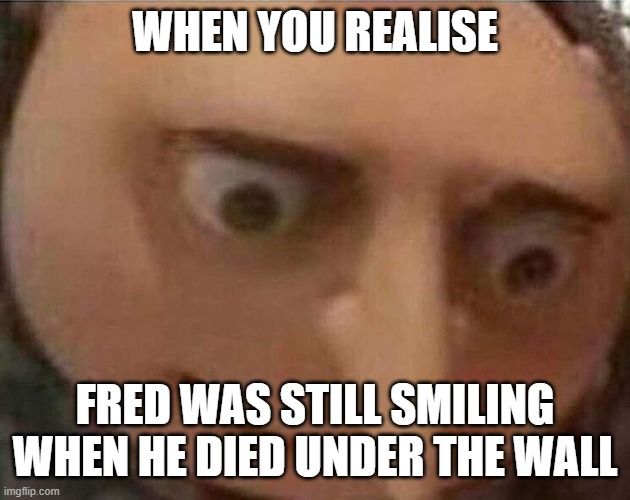 WHEN YOU REALISE
FRED WAS STILL SMILING
WHEN HE DIED UNDER THE WALL
imgflip.com